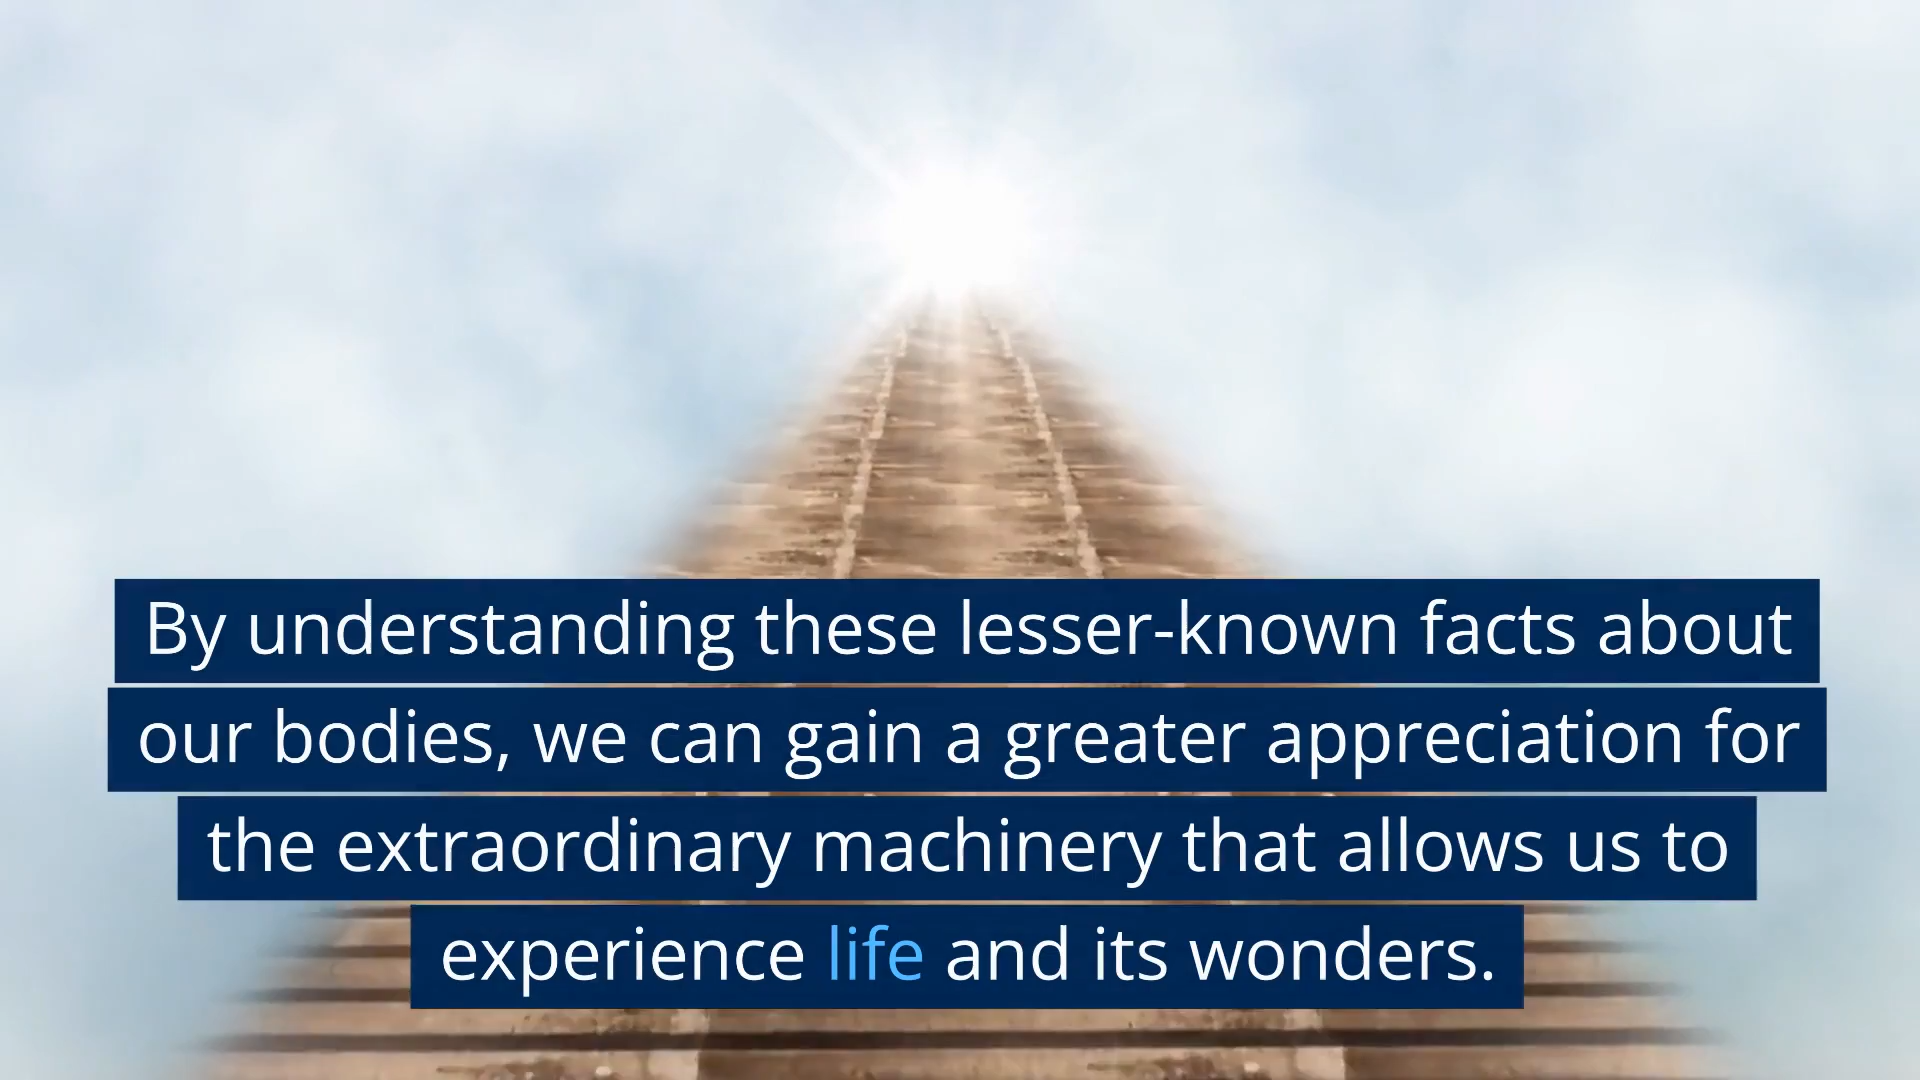 By understanding these lesser-known facts about
our bodies, we can gain a greater appreciation for
the extraordinary machinery that allows us to
experience life and its wonders.